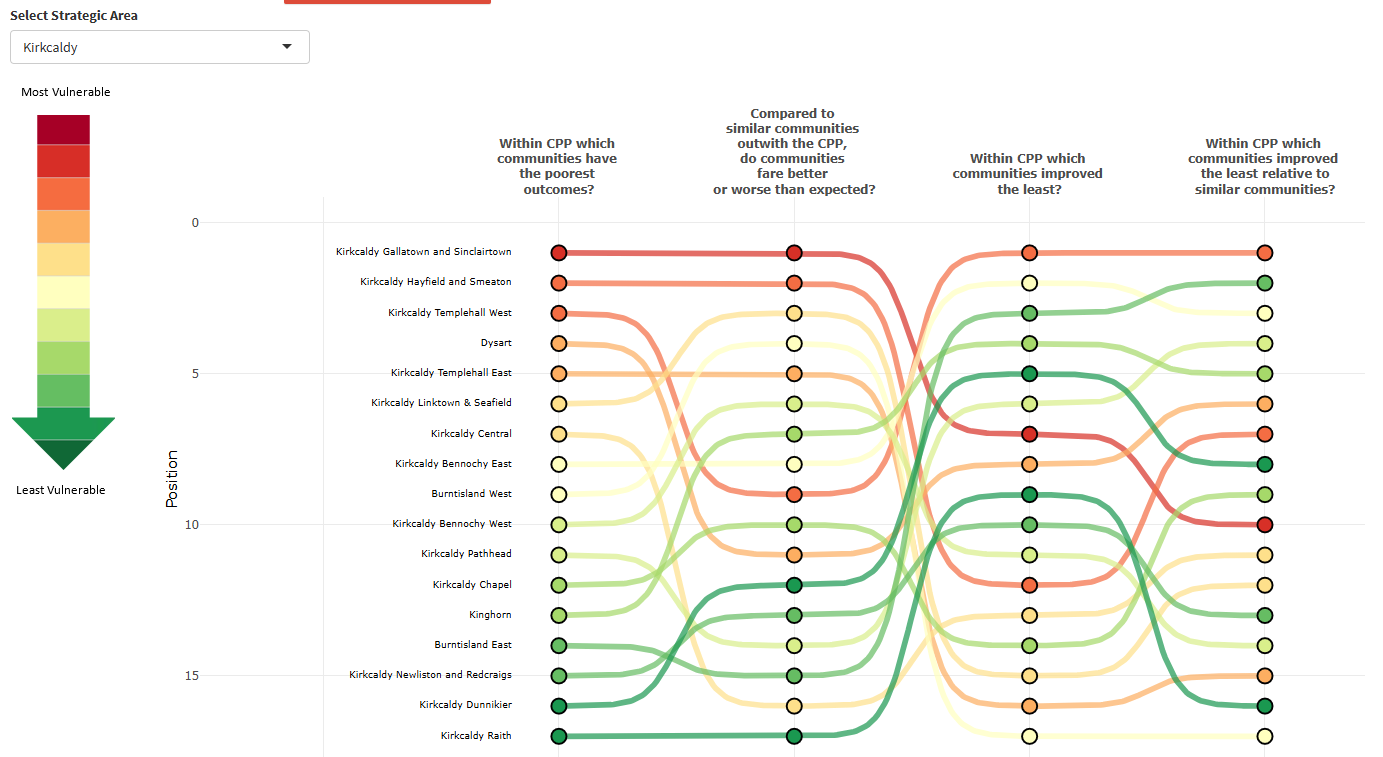 Select Strategic Area
Kirkcaldy
Most Vulnerable
Least Vulnerable
Within CPP which
communities have
the poorest
outcomes?
Compared to
similar communities
outwith the CPP,
do communities
fare better
or worse than expected?
Within CPP which
communities improved
the least?
Within CPP which
communities improved
the least relative to
similar communities?
Position
0
5
10
15
Kirkcaldy Gallatown and Sinclairtown
Kirkcaldy Hayfield and Smeaton
Kirkcaldy Templehall West
Dysart
Kirkcaldy Templehall East
Kirkcaldy Linktown & Seafield
Kirkcaldy Central
Kirkcaldy Bennochy East
Burntisland West
Kirkcaldy Bennochy West
Kirkcaldy Pathhead
Kirkcaldy Chapel
Kinghorn
Burntisland East
Kirkcaldy Newliston and Redcraigs
Kirkcaldy Dunnikier
Kirkcaldy Raith